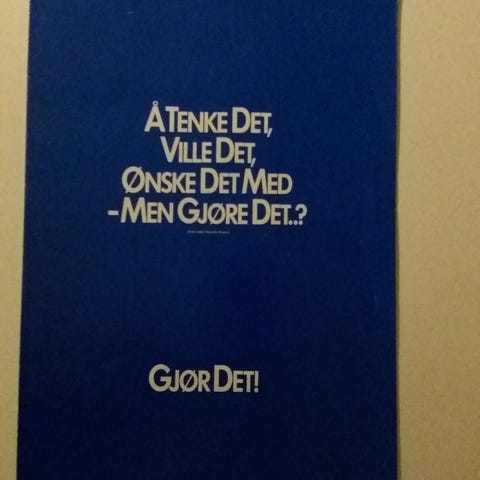 Å TENKE DET,
VILLE DET,
ØNSKE DET MED
-MEN GJØRE DET..?
GJØR DET!